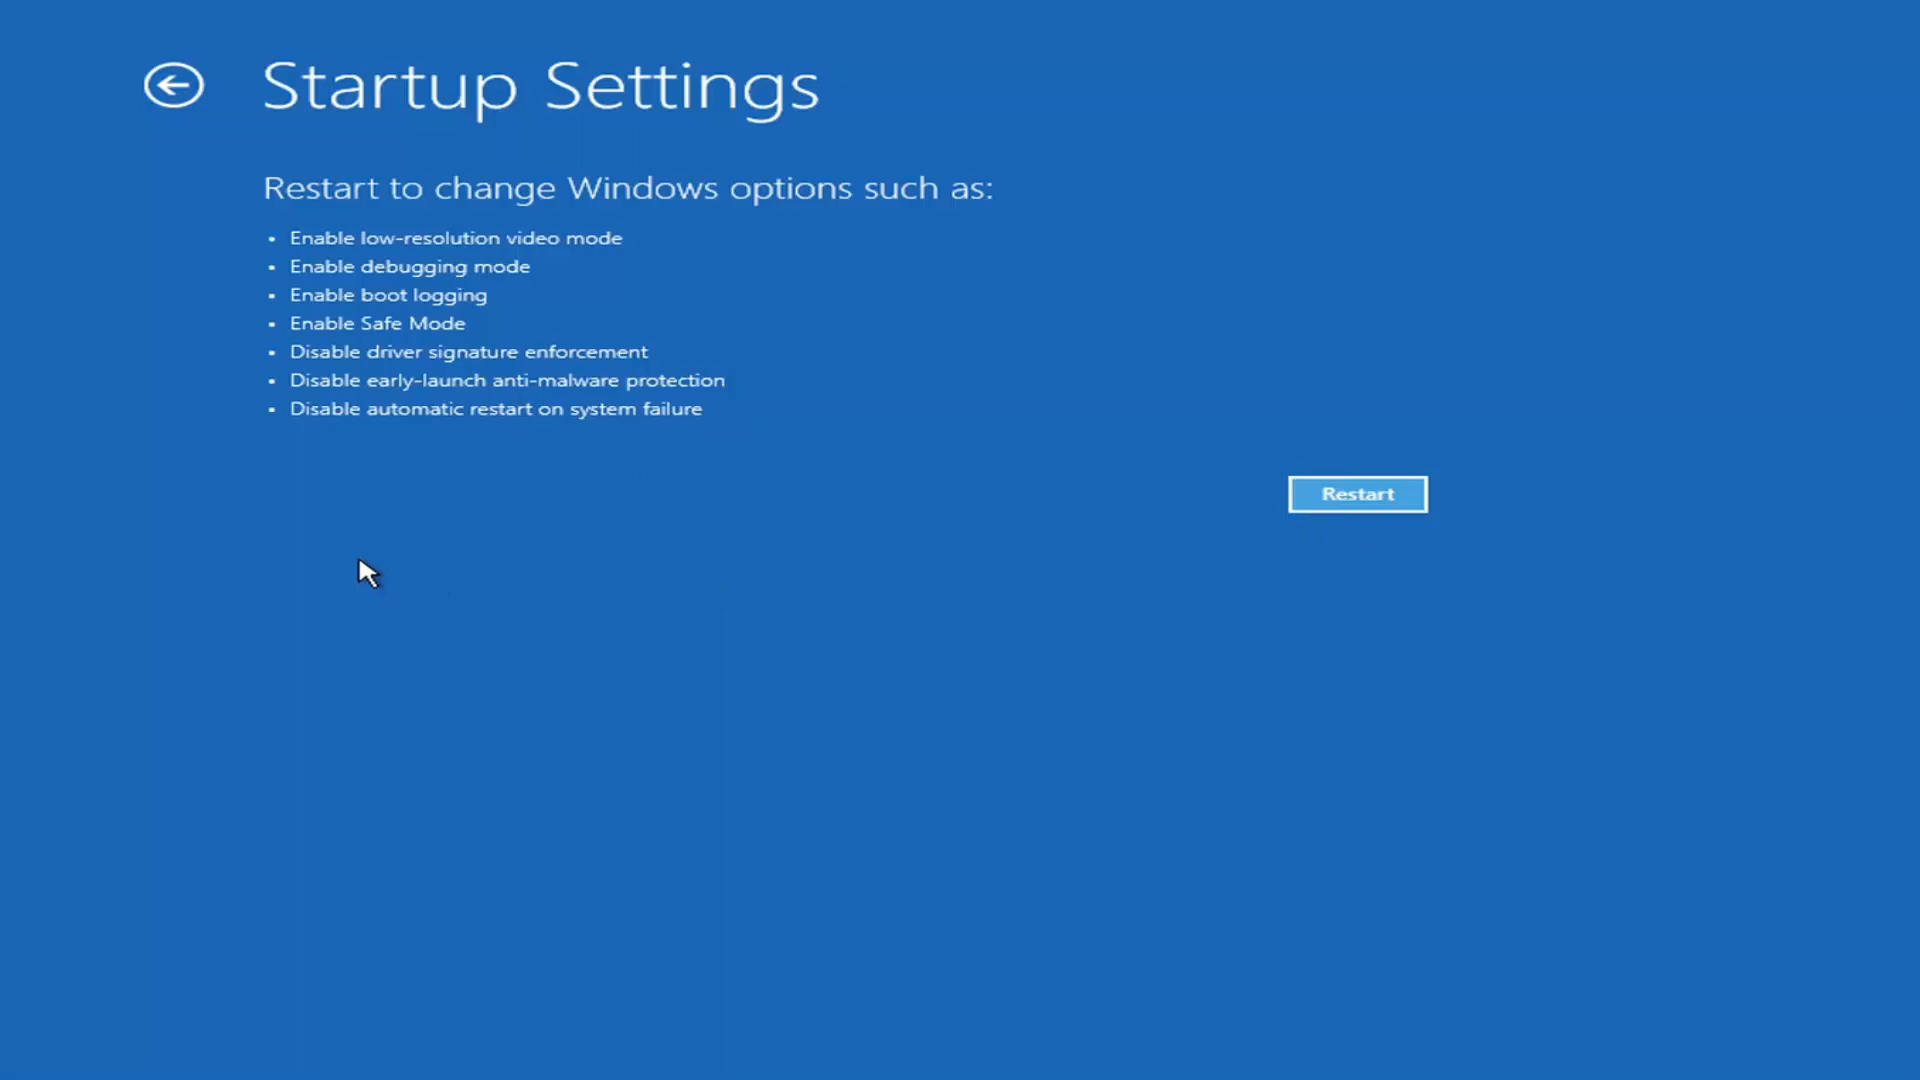 Startup Settings
Restart to change Windows options such as:
• Enable low-resolution video mode
• Enable debugging mode
• Enable boot logging
• Enable Safe Mode
• Disable driver signature enforcement
• Disable early-launch anti-malware protection
• Disable automatic restart on system failure
Restart